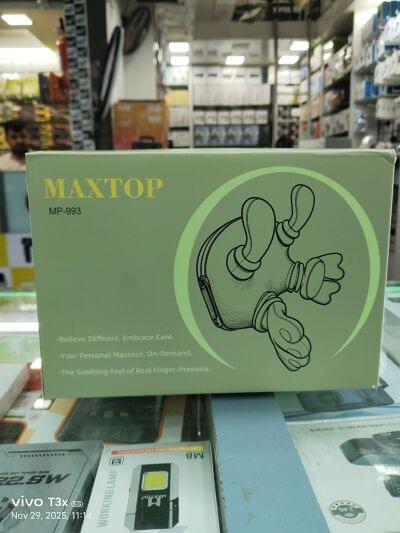 MAXTOP
MP-993
-Relieve Stiffness. Embrace Ease.
-Your Personal Masseur, On-Demand.
-The Soothing Feel of Real Finger-Pressure.
M8
WORKING LAMP
MAXTOP
vivo T3x
Nov 29, 2025, 11:14